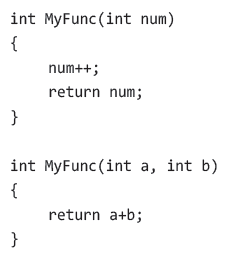 int MyFunc(int num)
{
    num++;
    return num;
}

int MyFunc(int a, int b)
{
    return a+b;
}